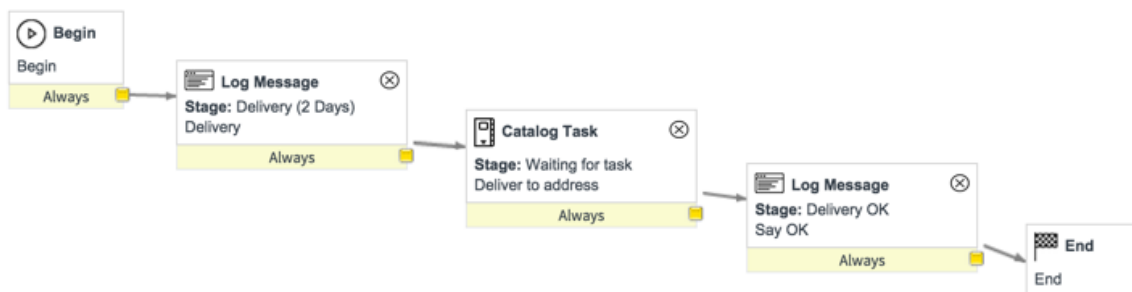 Begin
Begin
Always
Log Message
Stage: Delivery (2 Days)
Delivery
Always
Catalog Task
Stage: Waiting for task
Deliver to address
Always
Log Message
Stage: Delivery OK
Say OK
Always
End
End